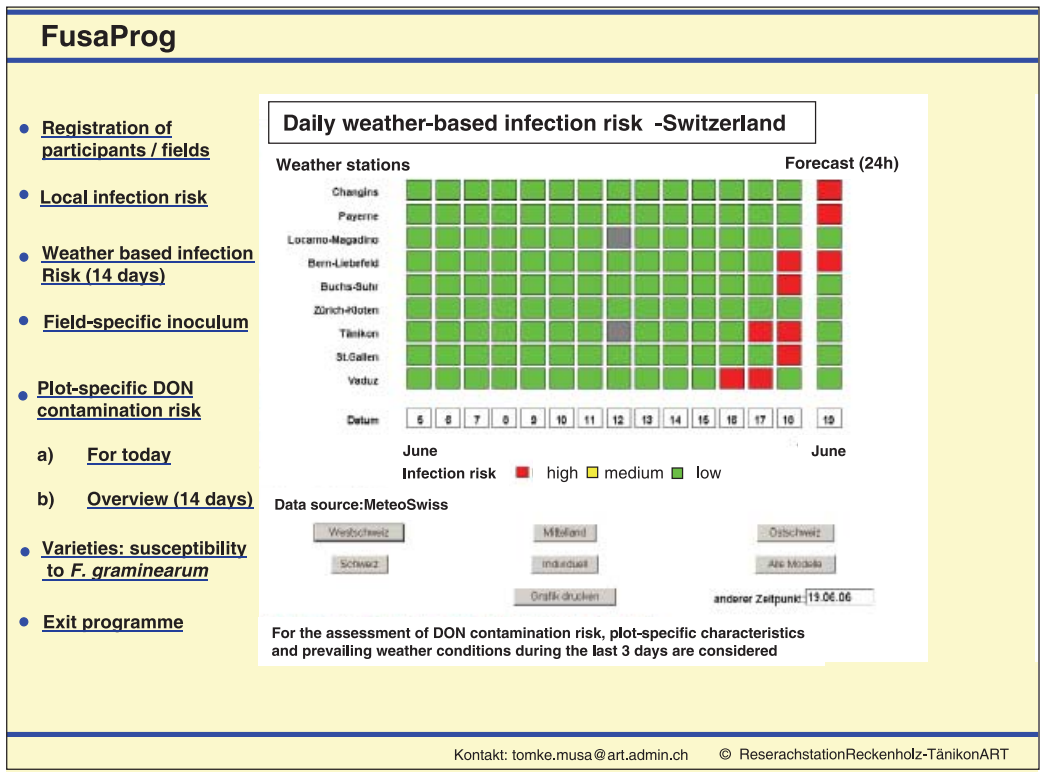 FusaProg
Registration of
participants / fields
Local infection risk
Weather based infection
Risk (14 days)
Field-specific inoculum
Plot-specific DON
contamination risk
a) For today
b) Overview (14 days)
Varieties: susceptibility
to F. graminearum
Exit programme
Daily weather-based infection risk -Switzerland
Weather stations Forecast (24h)
Changins
Payerne
Locarno-Magadino
Bern-Liebefeld
Buchs-Suhr
Zürich-Kloten
Tänikon
St.Gallen
Vaduz
Datum 5 6 7 8 9 10 11 12 13 14 15 16 17 18 19
June June
Infection risk high medium low
Data source:MeteoSwiss
Westschweiz Mittelland Ostschweiz
Schweiz Individuell Alle Modelle
Grafik drucken anderer Zeitpunkt: 19.06.06
For the assessment of DON contamination risk, plot-specific characteristics
and prevailing weather conditions during the last 3 days are considered
Kontakt: tomke.musa@art.admin.ch © ReserachstationReckenholz-TänikonART